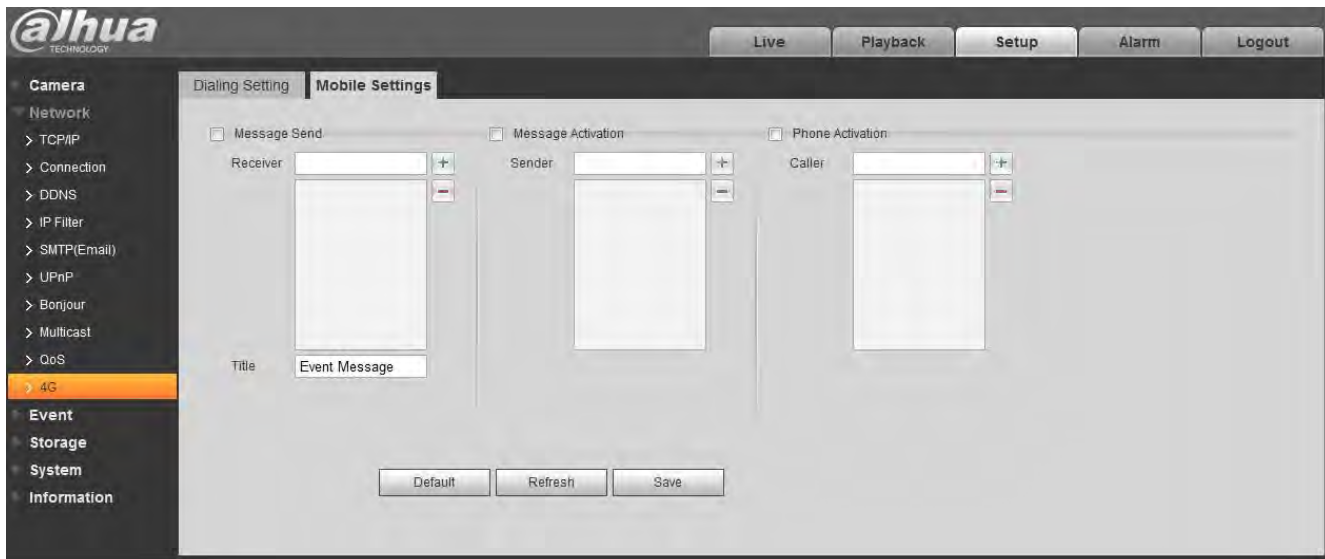 alhua
TECHNOLOGY
Live Playback Setup Alarm Logout
Camera
Network
> TCP/IP
> Connection
> DDNS
> IP Filter
> SMTP(Email)
> UPnP
> Bonjour
> Multicast
> QoS
> 4G
Event
Storage
System
Information
Dialing Setting Mobile Settings
Message Send Message Activation Phone Activation
Receiver + Sender + Caller +
- - -
Title Event Message
Default Refresh Save